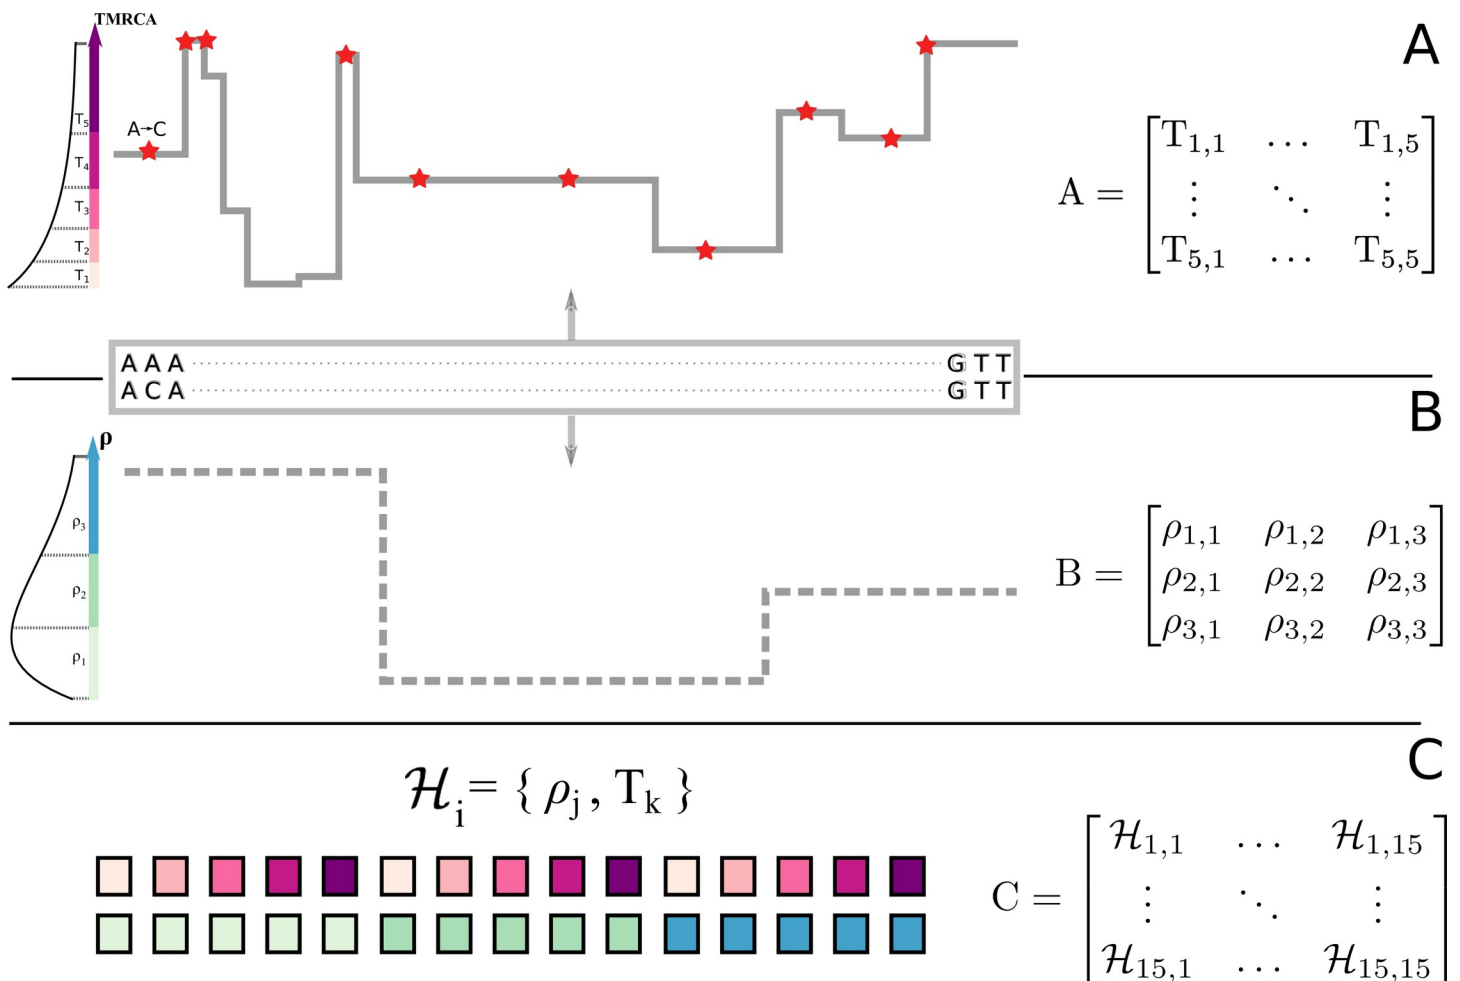 TMRCA
A
T5
A→C
T4
T3
T2
T1
A = [T1,1 ... T1,5
⋮ ⋱ ⋮
T5,1 ... T5,5]
A A A ........ G T T
A C A ........ G T T
B
ρ
ρ3
ρ2
ρ1
B = [ρ1,1 ρ1,2 ρ1,3
ρ2,1 ρ2,2 ρ2,3
ρ3,1 ρ3,2 ρ3,3]
C
ℋi = { ρj , Tk }
C = [ℋ1,1 ... ℋ1,15
⋮ ⋱ ⋮
ℋ15,1 ... ℋ15,15]